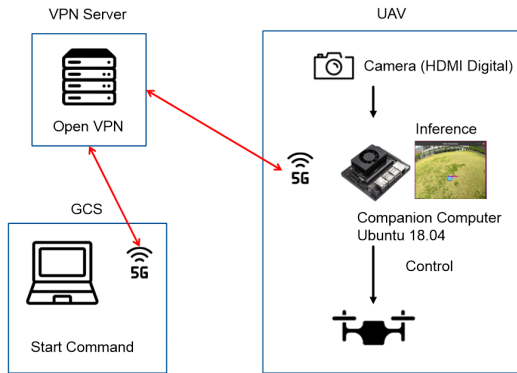 VPN Server
UAV
Open VPN
Camera (HDMI Digital)
Inference
5G
Companion Computer
Ubuntu 18.04
Control
GCS
5G
Start Command